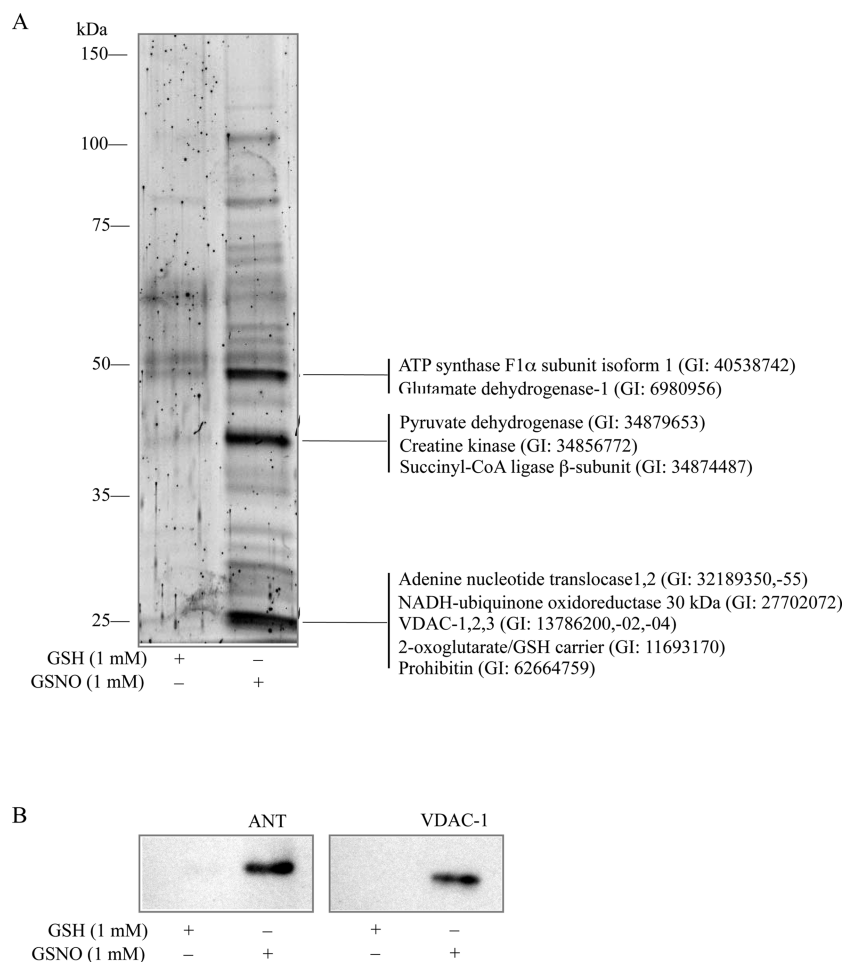 A
kDa
150
100
75
50
35
25
ATP synthase F1α subunit isoform 1 (GI: 40538742)
Glutamate dehydrogenase-1 (GI: 6980956)
Pyruvate dehydrogenase (GI: 34879653)
Creatine kinase (GI: 34856772)
Succinyl-CoA ligase β-subunit (GI: 34874487)
Adenine nucleotide translocase1,2 (GI: 32189350,-55)
NADH-ubiquinone oxidoreductase 30 kDa (GI: 27702072)
VDAC-1,2,3 (GI: 13786200,-02,-04)
2-oxoglutarate/GSH carrier (GI: 11693170)
Prohibitin (GI: 62664759)
GSH (1 mM) + –
GSNO (1 mM) – +
B
ANT VDAC-1
GSH (1 mM) + – + –
GSNO (1 mM) – + – +